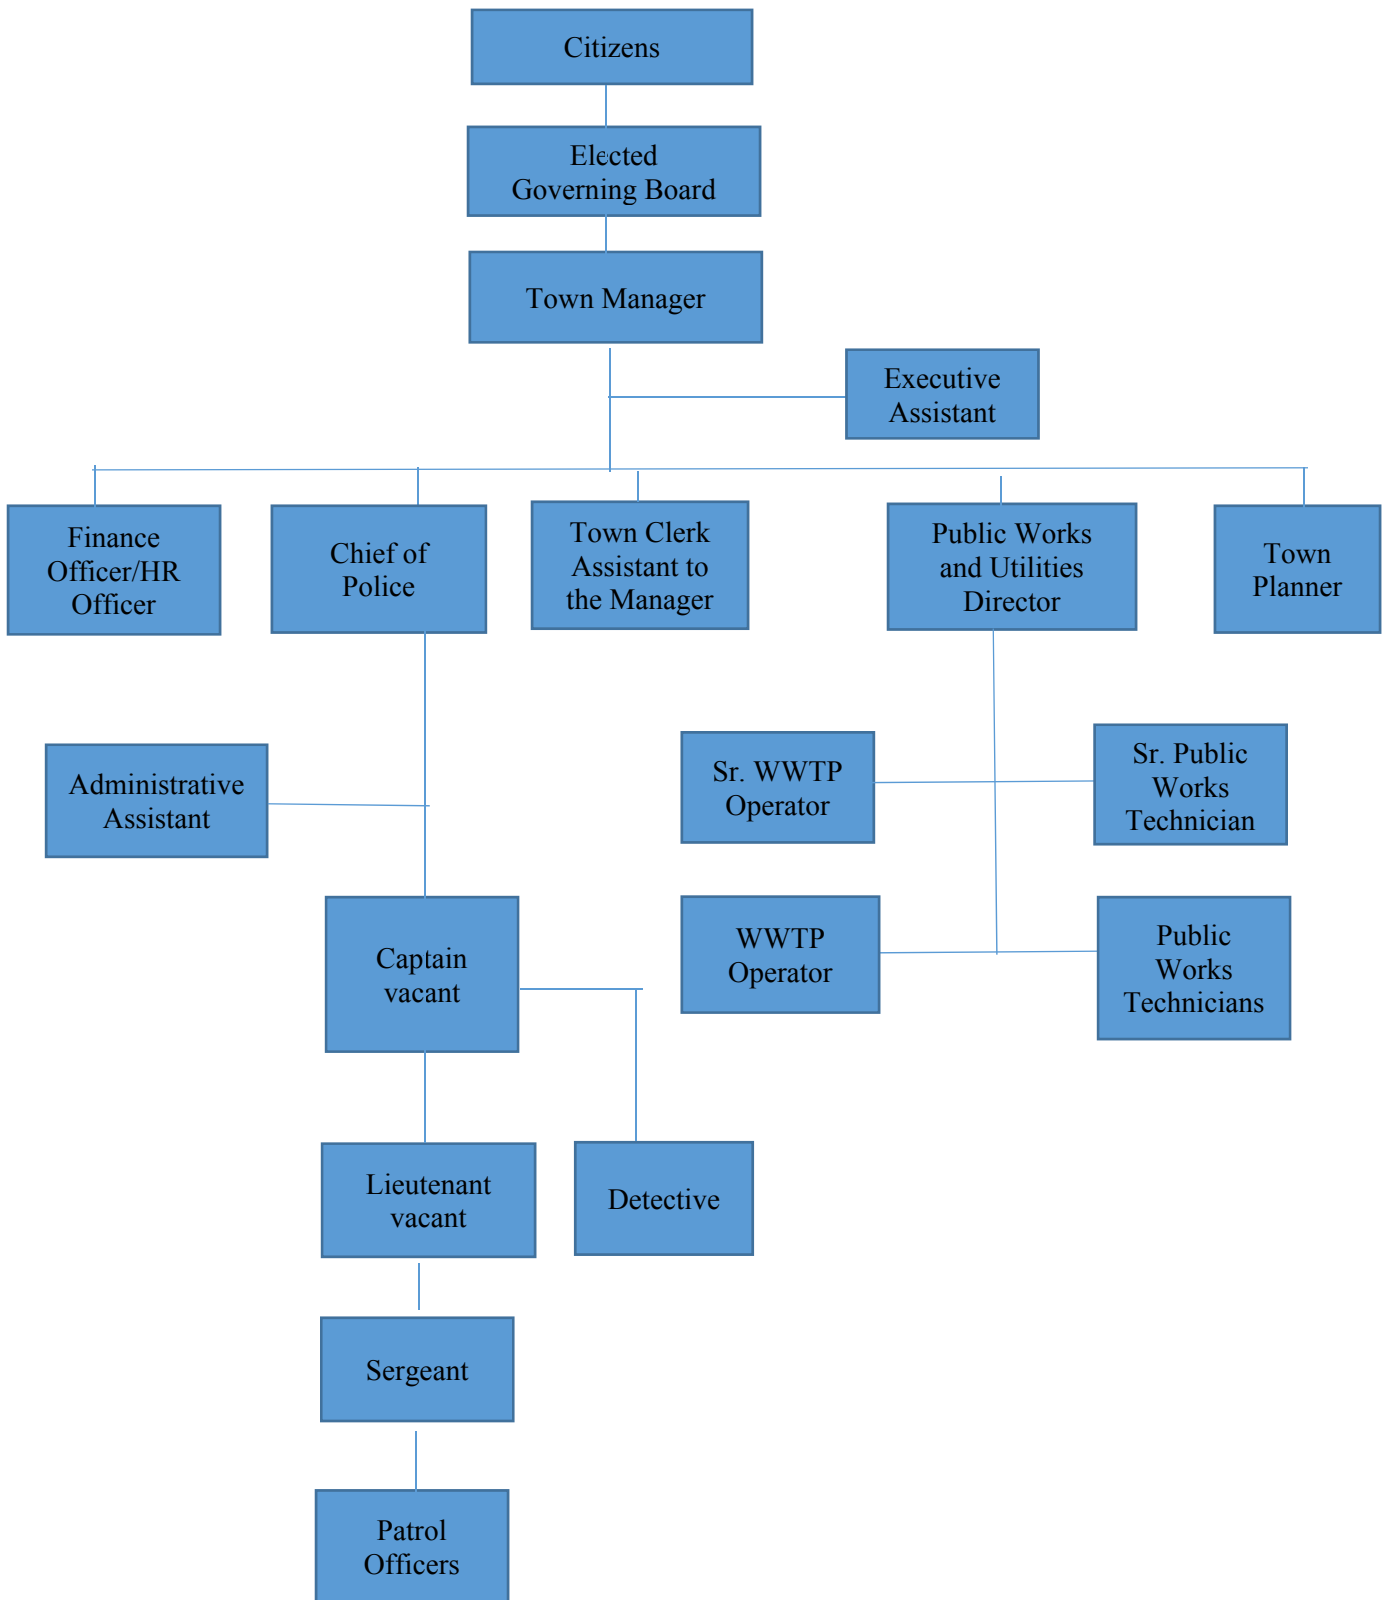 Citizens
Elected
Governing Board
Town Manager
Executive
Assistant
Finance
Officer/HR
Officer
Chief of
Police
Town Clerk
Assistant to
the Manager
Public Works
and Utilities
Director
Town
Planner
Administrative
Assistant
Sr. WWTP
Operator
Sr. Public
Works
Technician
Captain
vacant
WWTP
Operator
Public
Works
Technicians
Lieutenant
vacant
Detective
Sergeant
Patrol
Officers